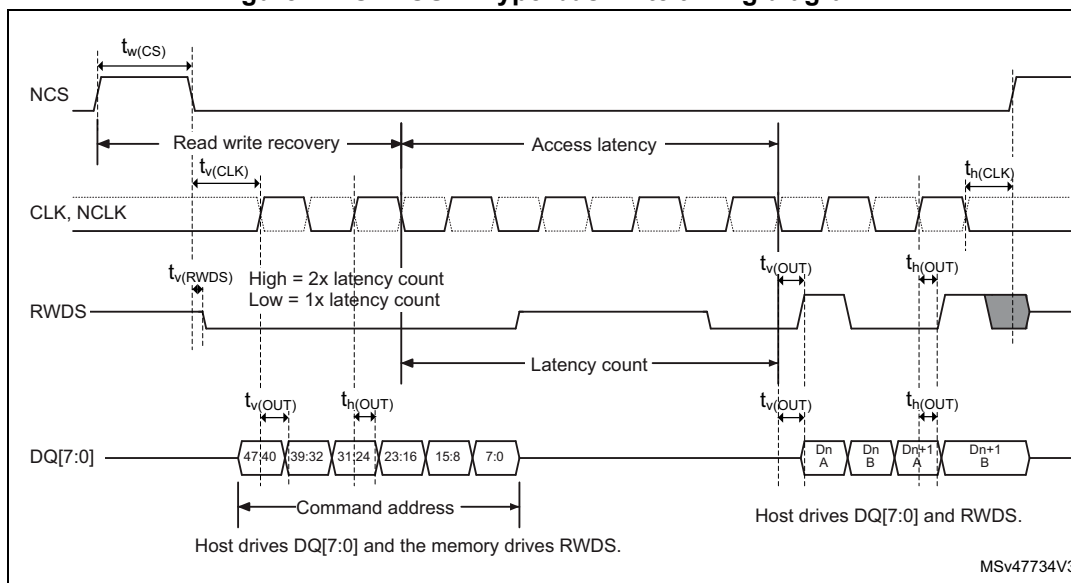 tw(CS)
NCS
Read write recovery
Access latency
tv(CLK)
th(CLK)
CLK, NCLK
tv(RWDS)
High = 2x latency count
Low = 1x latency count
tv(OUT)
th(OUT)
RWDS
Latency count
tv(OUT)
th(OUT)
tv(OUT)
th(OUT)
DQ[7:0]
47:40
39:32
31:24
23:16
15:8
7:0
Dn
A
Dn
B
Dn+1
A
Dn+1
B
Command address
Host drives DQ[7:0] and RWDS.
Host drives DQ[7:0] and the memory drives RWDS.
MSv47734V3